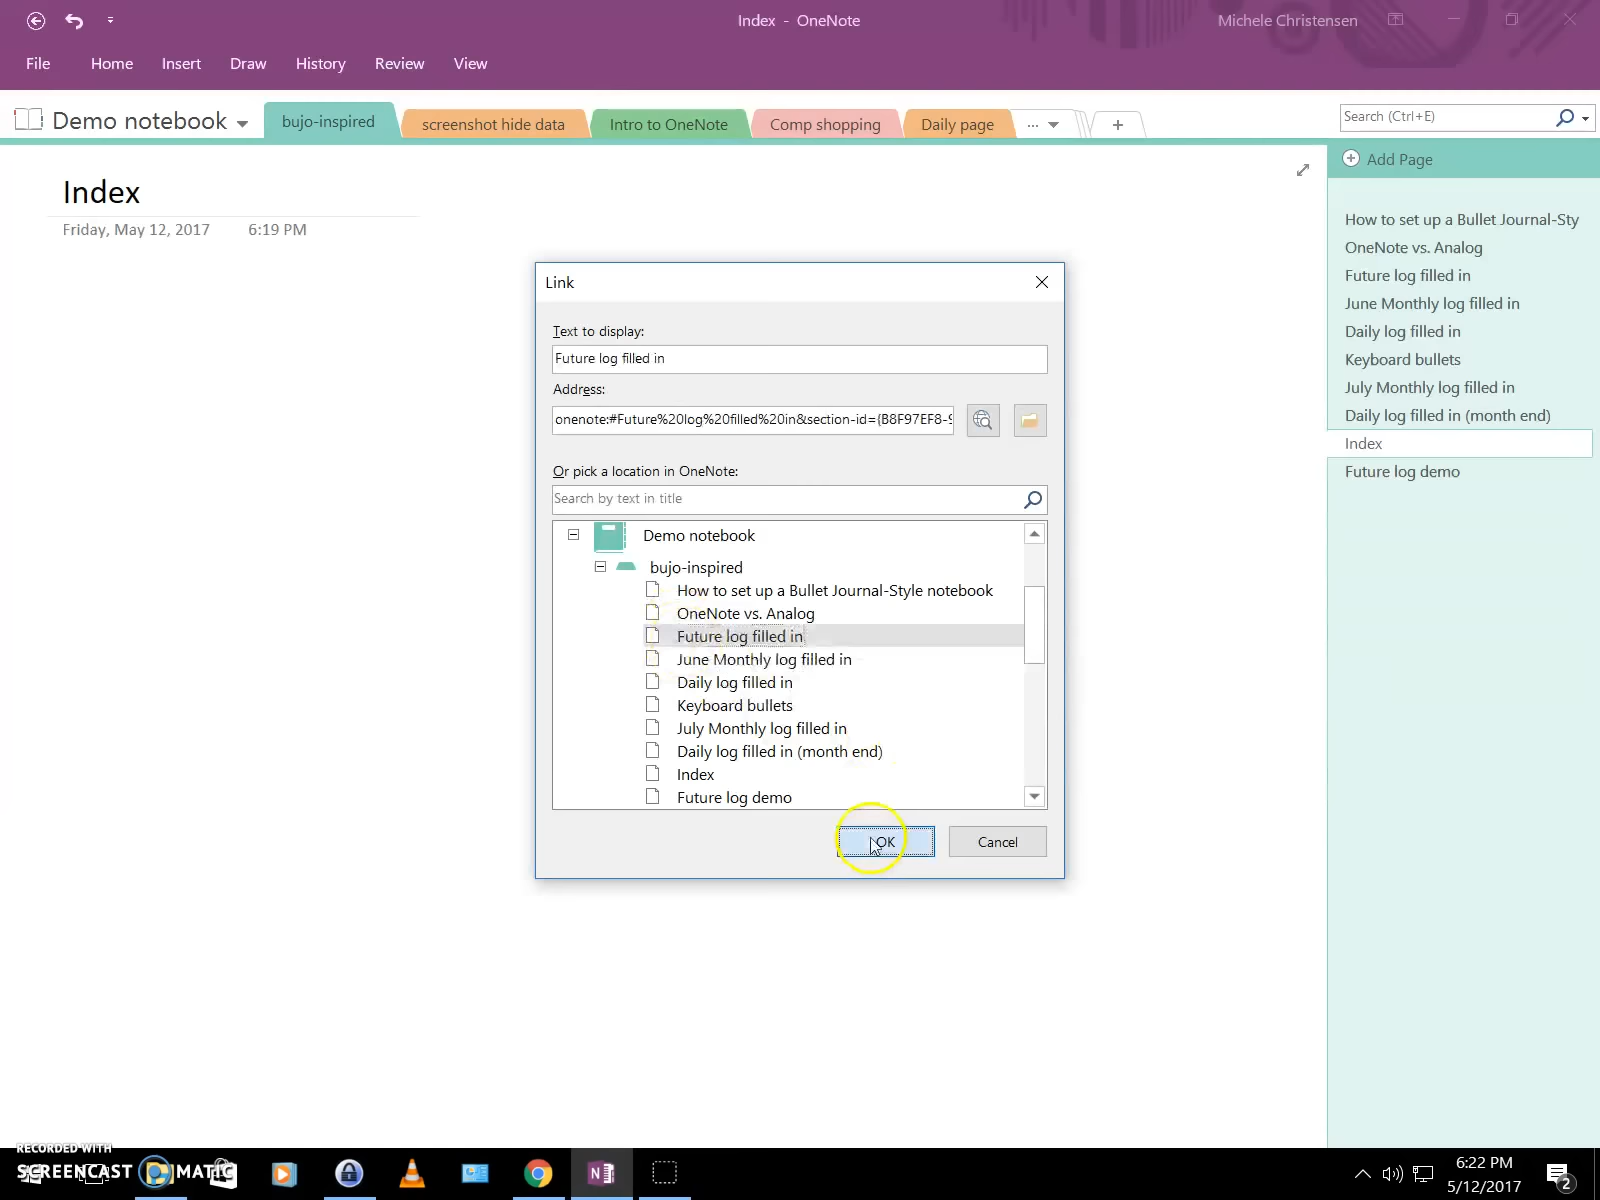 Index - OneNote
Michele Christensen
File Home Insert Draw History Review View
Demo notebook
bujo-inspired
screenshot hide data
Intro to OneNote
Comp shopping
Daily page
...
+
Search (Ctrl+E)
Index
Friday, May 12, 2017 6:19 PM
Link
Text to display:
Future log filled in
Address:
onenote:#Future%20log%20filled%20in&section-id={B8F97EF8-9
Or pick a location in OneNote:
Search by text in title
Demo notebook
bujo-inspired
How to set up a Bullet Journal-Style notebook
OneNote vs. Analog
Future log filled in
June Monthly log filled in
Daily log filled in
Keyboard bullets
July Monthly log filled in
Daily log filled in (month end)
Index
Future log demo
OK
Cancel
Add Page
How to set up a Bullet Journal-Sty
OneNote vs. Analog
Future log filled in
June Monthly log filled in
Daily log filled in
Keyboard bullets
July Monthly log filled in
Daily log filled in (month end)
Index
Future log demo
RECORDED WITH
SCREENCAST MATIC
N
6:22 PM
5/12/2017
2